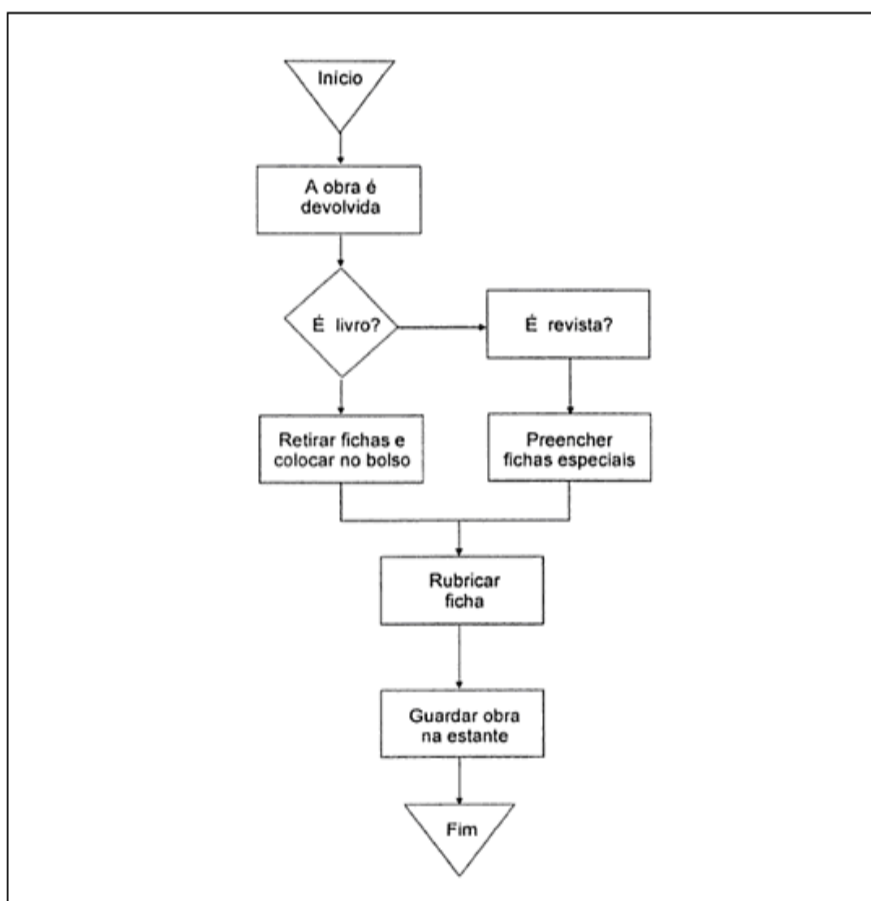 Início
A obra é
devolvida
É livro?
É revista?
Retirar fichas e
colocar no bolso
Preencher
fichas especiais
Rubricar
ficha
Guardar obra
na estante
Fim